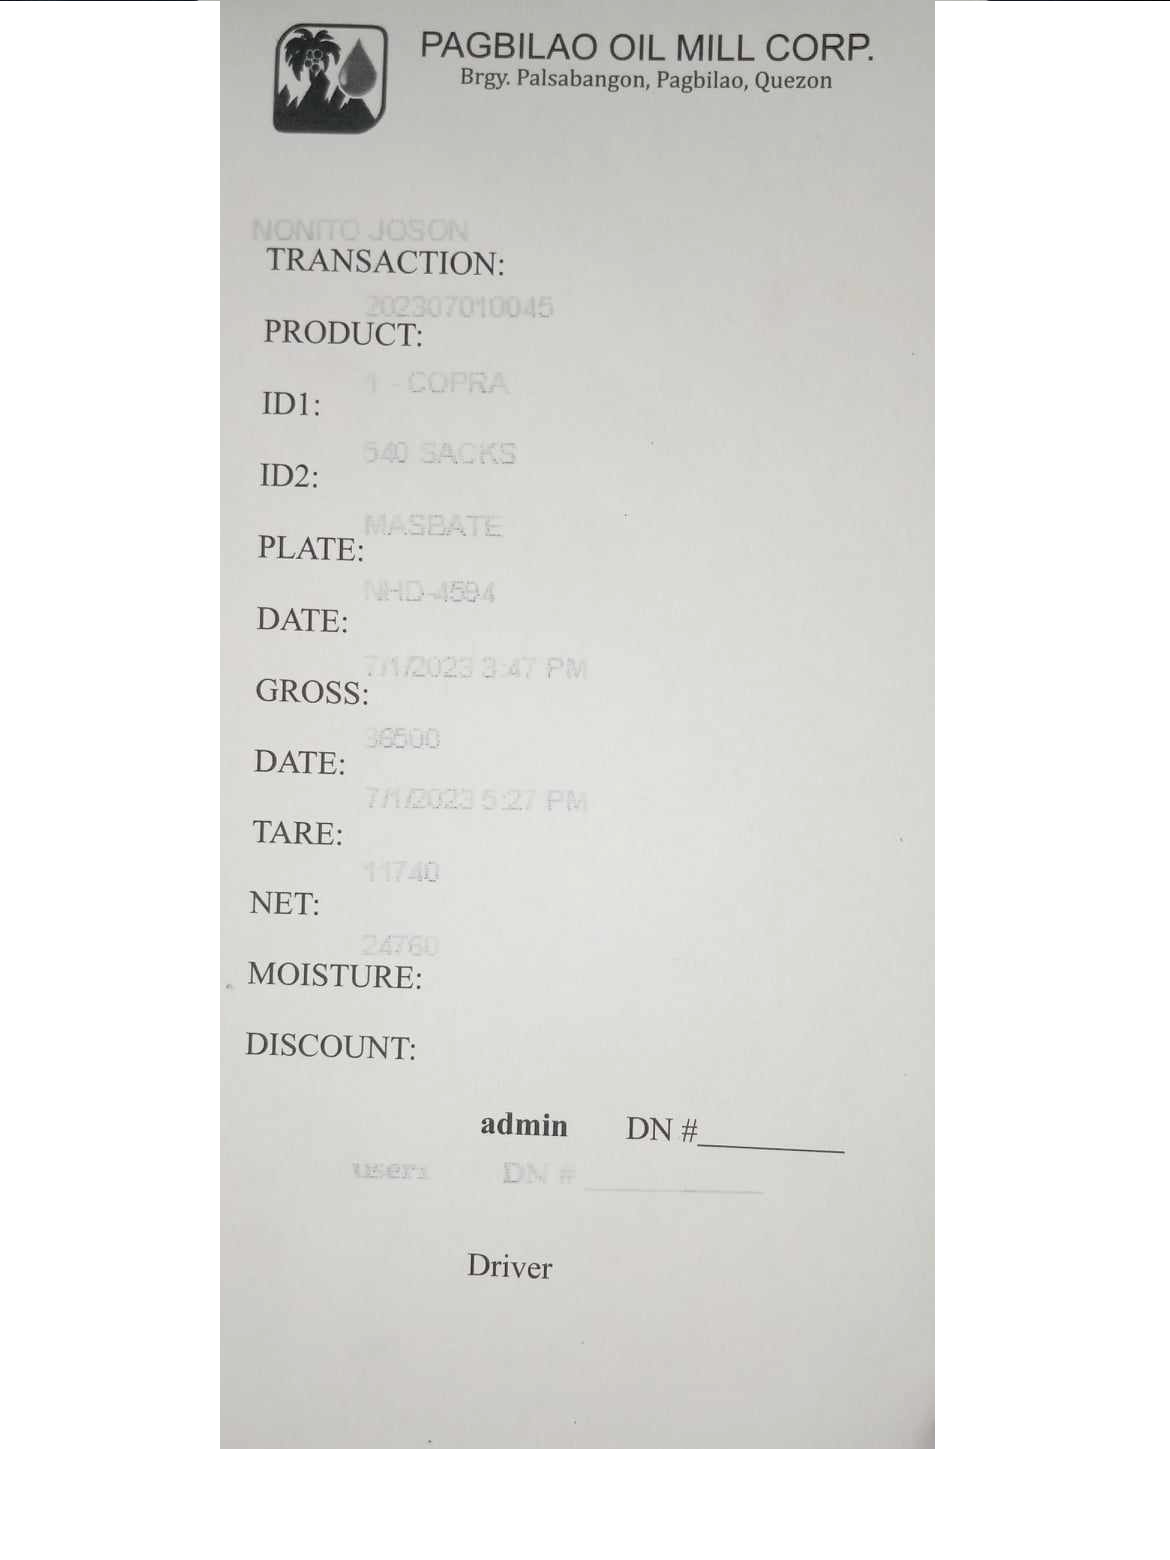 PAGBILAO OIL MILL CORP.
Brgy. Palsabangon, Pagbilao, Quezon
NONITO JOSON
TRANSACTION:
202307010045
PRODUCT:
1 - COPRA
ID1:
540 SACKS
ID2:
MASBATE
PLATE:
NHD-4594
DATE:
7/1/2023 3:47 PM
GROSS:
36500
DATE:
7/1/2023 5:27 PM
TARE:
11740
NET:
24760
MOISTURE:
DISCOUNT:
admin DN #
DN #
Driver